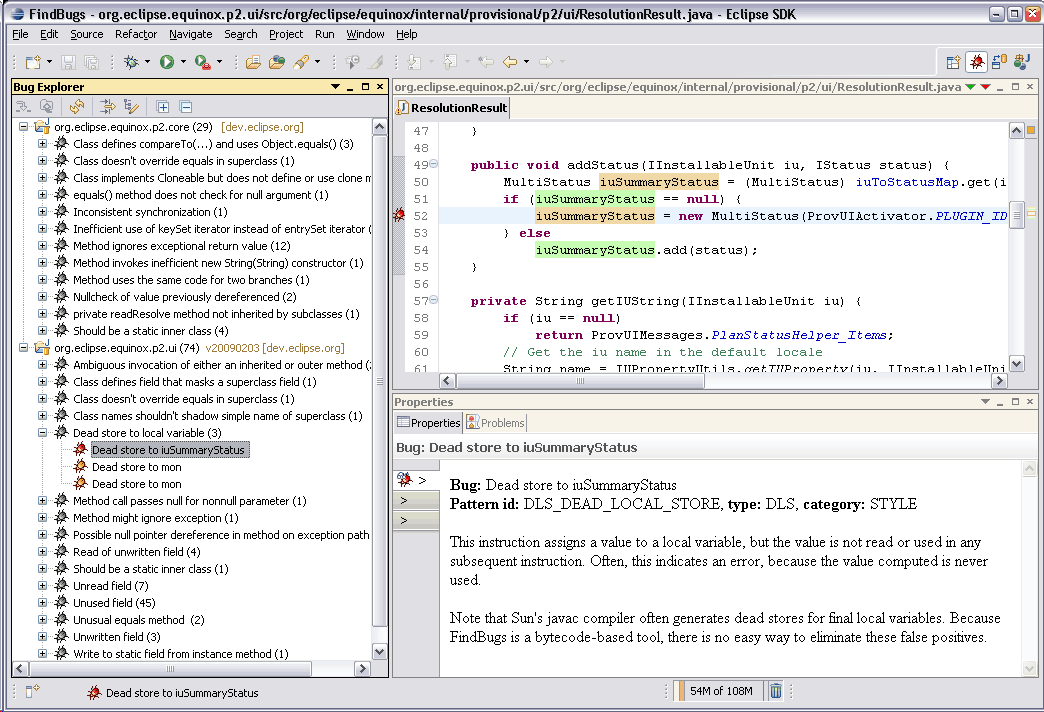 FindBugs - org.eclipse.equinox.p2.ui/src/org/eclipse/equinox/internal/provisional/p2/ui/ResolutionResult.java - Eclipse SDK
File Edit Source Refactor Navigate Search Project Run Window Help
Bug Explorer
org.eclipse.equinox.p2.core (29) [dev.eclipse.org]
Class defines compareTo(...) and uses Object.equals() (3)
Class doesn't override equals in superclass (1)
Class implements Cloneable but does not define or use clone m
equals() method does not check for null argument (1)
Inconsistent synchronization (1)
Inefficient use of keySet iterator instead of entrySet iterator (
Method ignores exceptional return value (12)
Method invokes inefficient new String(String) constructor (1)
Method uses the same code for two branches (1)
Nullcheck of value previously dereferenced (2)
private readResolve method not inherited by subclasses (1)
Should be a static inner class (4)
org.eclipse.equinox.p2.ui (74) v20090203 [dev.eclipse.org]
Ambiguous invocation of either an inherited or outer method (
Class defines field that masks a superclass field (1)
Class doesn't override equals in superclass (1)
Class names shouldn't shadow simple name of superclass (1)
Dead store to local variable (3)
Dead store to iuSummaryStatus
Dead store to mon
Dead store to mon
Method call passes null for nonnull parameter (1)
Method might ignore exception (1)
Possible null pointer dereference in method on exception path
Read of unwritten field (4)
Should be a static inner class (1)
Unread field (7)
Unused field (45)
Unusual equals method (2)
Unwritten field (3)
Write to static field from instance method (1)
org.eclipse.equinox.p2.ui/src/org/eclipse/equinox/internal/provisional/p2/ui/ResolutionResult.java
ResolutionResult
47 }
48
49 public void addStatus(IInstallableUnit iu, IStatus status) {
50 MultiStatus iuSummaryStatus = (MultiStatus) iuToStatusMap.get(i
51 if (iuSummaryStatus == null) {
52 iuSummaryStatus = new MultiStatus(ProvUIActivator.PLUGIN_ID
53 } else
54 iuSummaryStatus.add(status);
55 }
56
57 private String getIUString(IInstallableUnit iu) {
58 if (iu == null)
59 return ProvUIMessages.PlanStatusHelper_Items;
60 // Get the iu name in the default locale
61 String name = IUPropertyUtils.getIUProperty(iu, IInstallableUni
Properties
Properties Problems
Bug: Dead store to iuSummaryStatus
>
>
>
Bug: Dead store to iuSummaryStatus
Pattern id: DLS_DEAD_LOCAL_STORE, type: DLS, category: STYLE
This instruction assigns a value to a local variable, but the value is not read or used in any
subsequent instruction. Often, this indicates an error, because the value computed is never
used.
Note that Sun's javac compiler often generates dead stores for final local variables. Because
FindBugs is a bytecode-based tool, there is no easy way to eliminate these false positives.
Dead store to iuSummaryStatus
54M of 108M